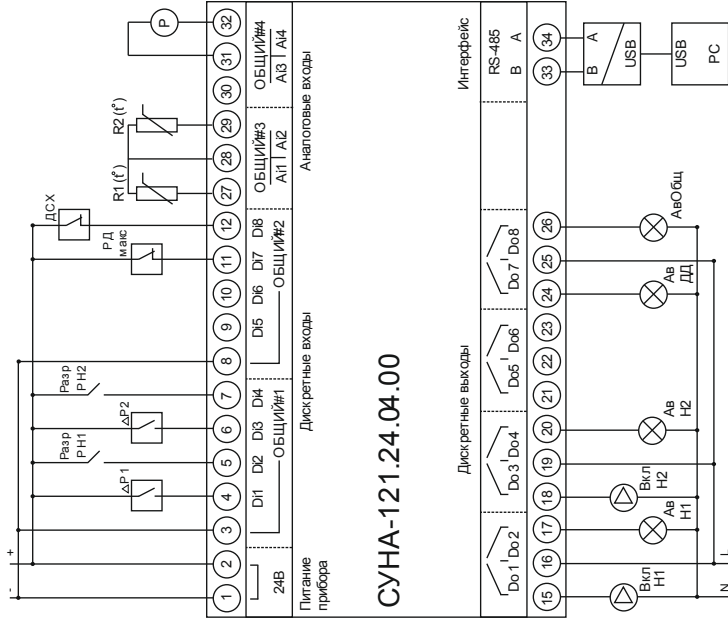 - +
ΔP1
Разр
РН1
ΔP2
Разр
РН2
РД
макс
ДСХ
R1 (t°)
R2 (t°)
P
1 2 3 4 5 6 7 8 9 10 11 12 27 28 29 30 31 32
24В
Di1 Di2 Di3 Di4
ОБЩИЙ#1
Di5 Di6 Di7 Di8
ОБЩИЙ#2
ОБЩИЙ#3
Ai1 Ai2
ОБЩИЙ#4
Ai3 Ai4
Питание
прибора
Дискретные входы
Аналоговые входы
СУНА-121.24.04.00
Дискретные выходы
Интерфейс
Do1 Do2
Do3 Do4
Do5 Do6
Do7 Do8
RS-485
B A
15 16 17 18 19 20 21 22 23 24 25 26 33 34
Вкл
Н1
Ав
Н1
Вкл
Н2
Ав
Н2
Ав
ДД
АвОбщ
B A
USB
USB
PC
N L